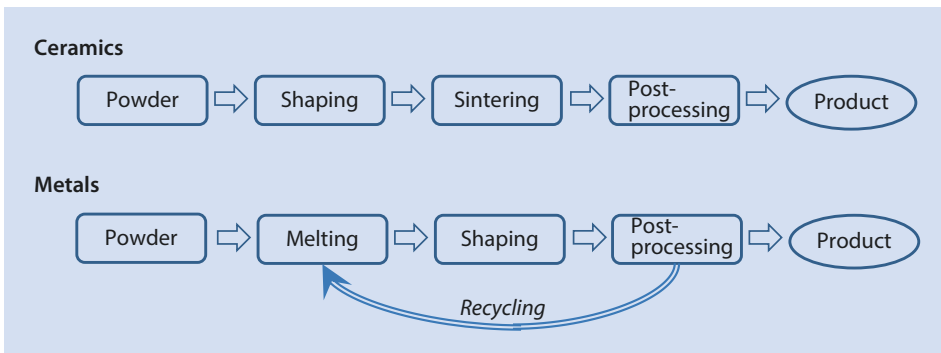 Ceramics
Powder
Shaping
Sintering
Post-
processing
Product
Metals
Powder
Melting
Shaping
Post-
processing
Product
Recycling